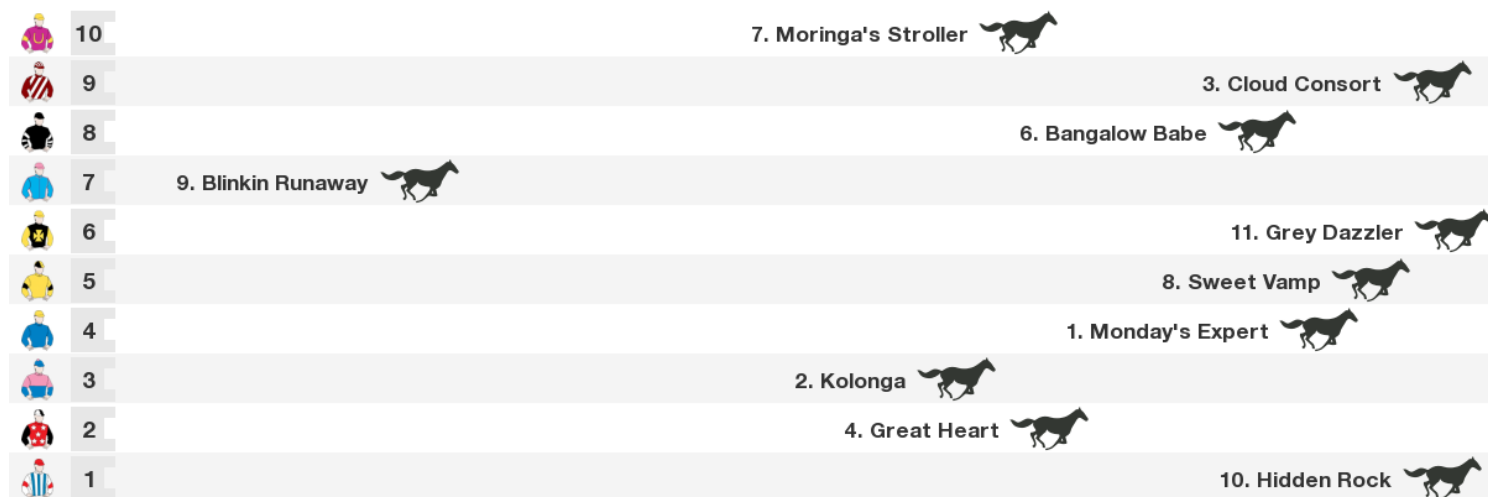 10 7. Moringa's Stroller
9 3. Cloud Consort
8 6. Bangalow Babe
7 9. Blinkin Runaway
6 11. Grey Dazzler
5 8. Sweet Vamp
4 1. Monday's Expert
3 2. Kolonga
2 4. Great Heart
1 10. Hidden Rock